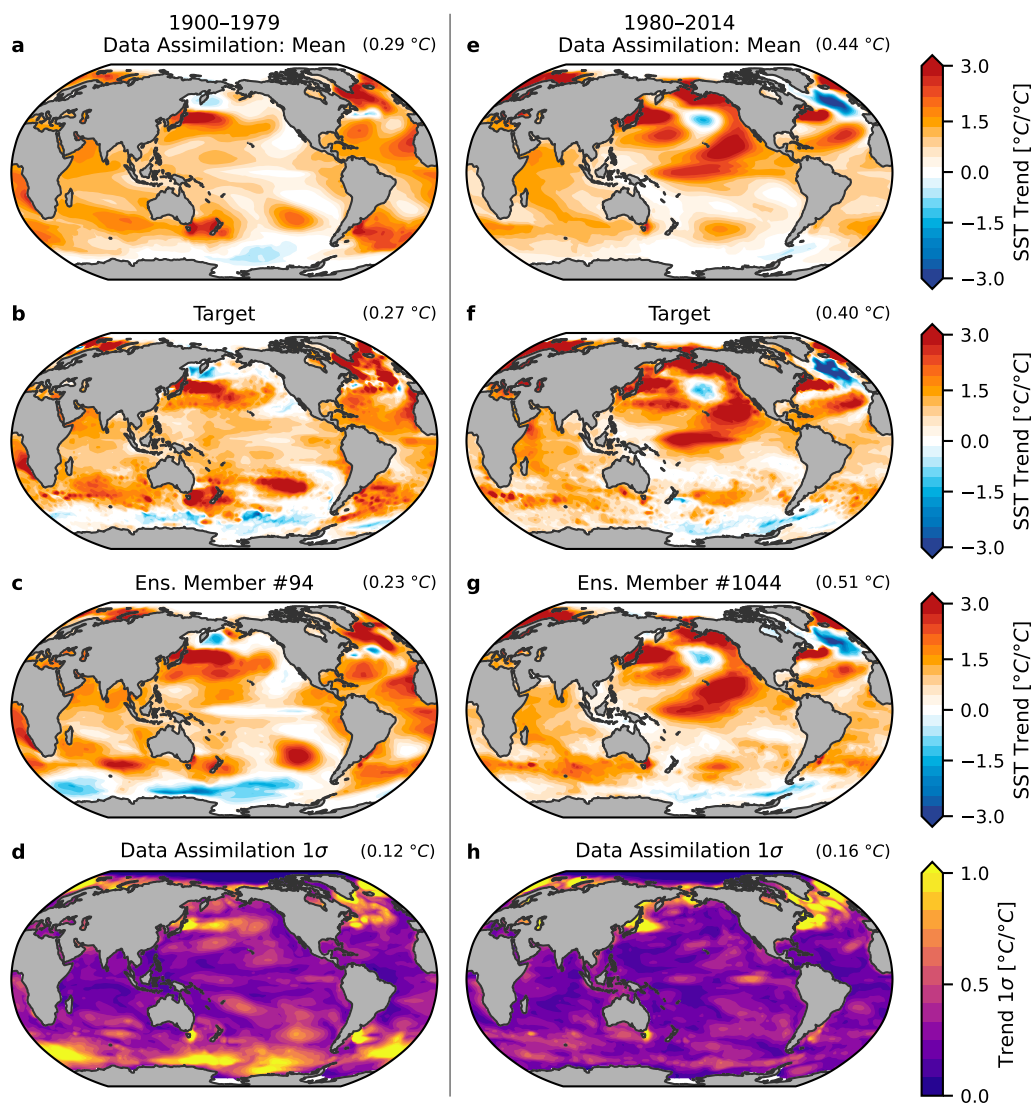 1900–1979
a Data Assimilation: Mean (0.29 °C)
1980–2014
e Data Assimilation: Mean (0.44 °C)
3.0
1.5
0.0
−1.5
−3.0
SST Trend [°C/°C]
b Target (0.27 °C)
f Target (0.40 °C)
3.0
1.5
0.0
−1.5
−3.0
SST Trend [°C/°C]
c Ens. Member #94 (0.23 °C)
g Ens. Member #1044 (0.51 °C)
3.0
1.5
0.0
−1.5
−3.0
SST Trend [°C/°C]
d Data Assimilation 1σ (0.12 °C)
h Data Assimilation 1σ (0.16 °C)
1.0
0.5
0.0
Trend 1σ [°C/°C]